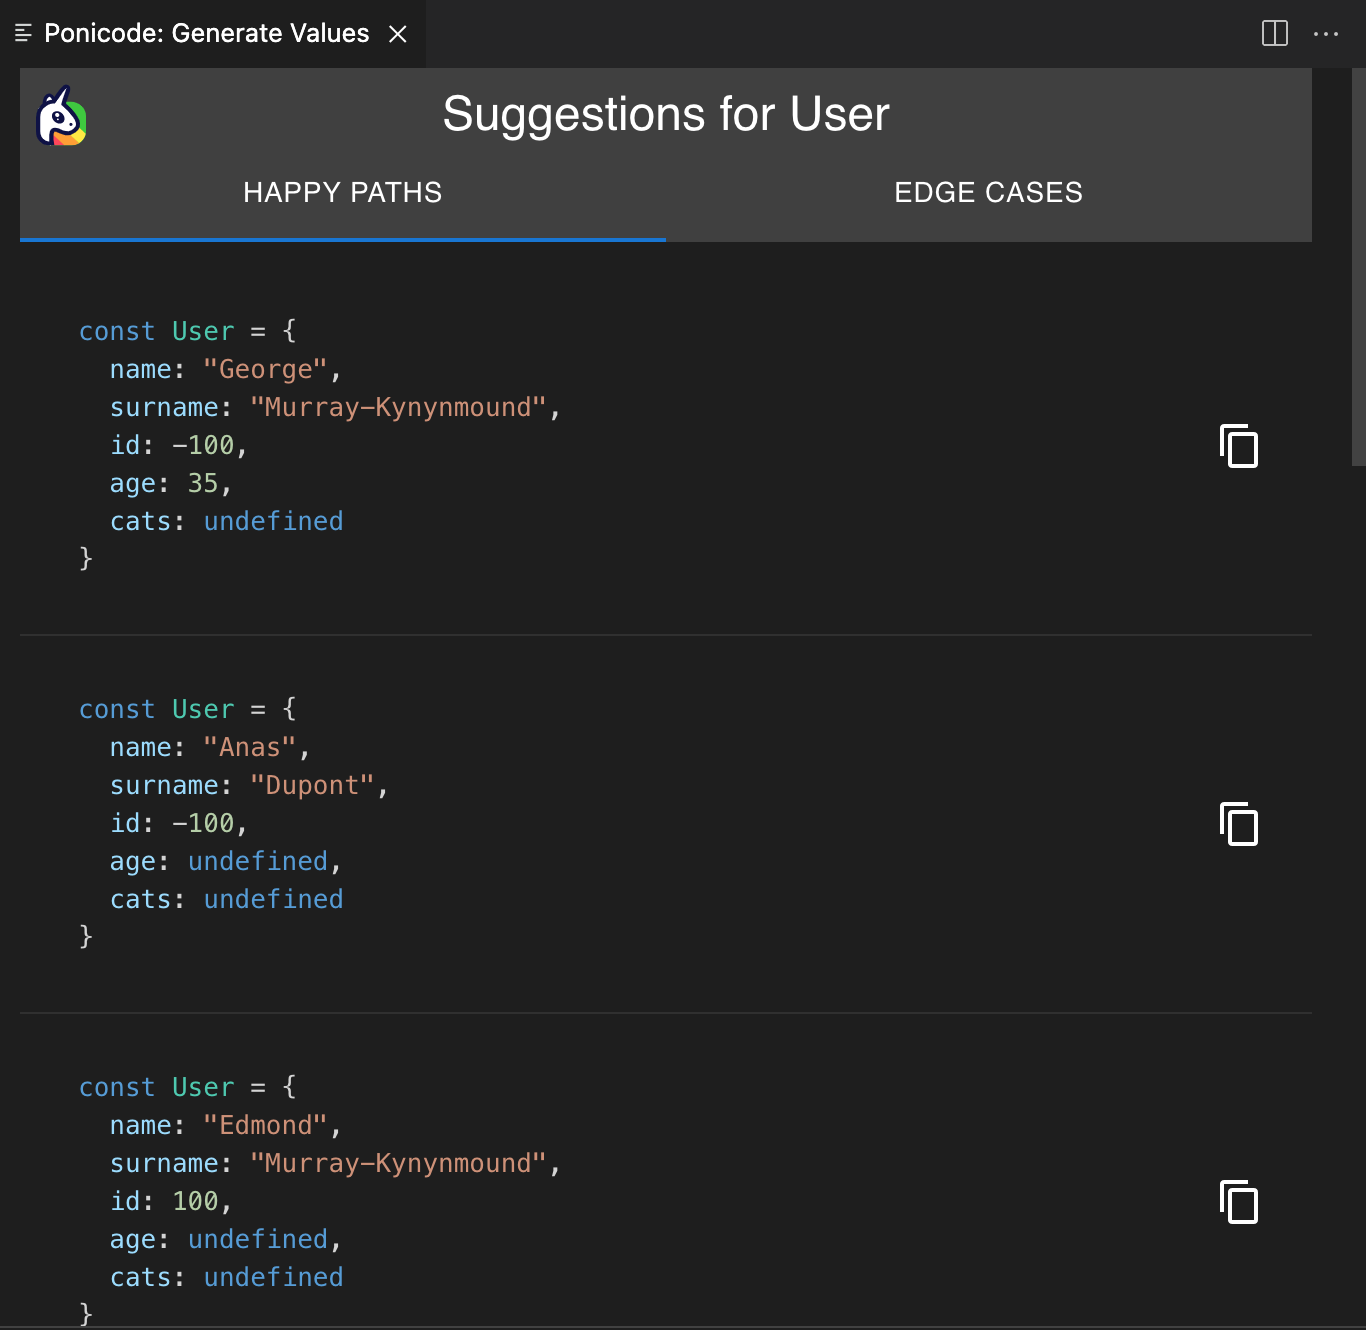 Ponicode: Generate Values
Suggestions for User
HAPPY PATHS
EDGE CASES
const User = {
  name: "George",
  surname: "Murray-Kynynmound",
  id: -100,
  age: 35,
  cats: undefined
}
const User = {
  name: "Anas",
  surname: "Dupont",
  id: -100,
  age: undefined,
  cats: undefined
}
const User = {
  name: "Edmond",
  surname: "Murray-Kynynmound",
  id: 100,
  age: undefined,
  cats: undefined
}